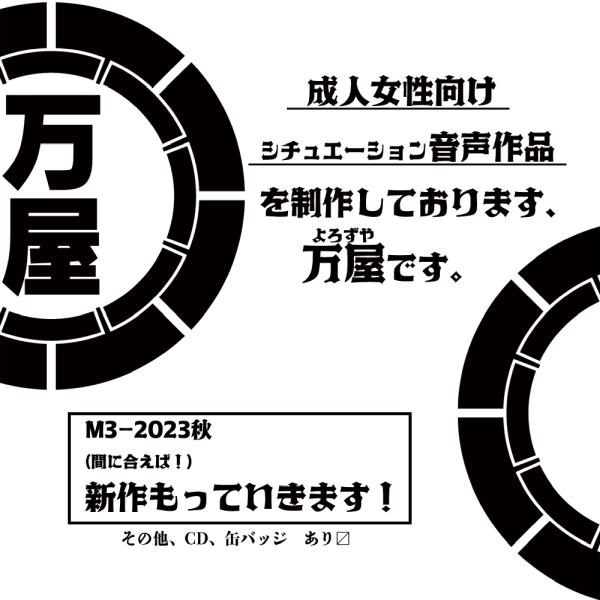 万屋
成人女性向け
シチュエーション音声作品
を制作しております、
よろずや
万屋です。
M3-2023秋
(間に合えば！)
新作もっていきます！
その他、CD、缶バッジ　あり〼